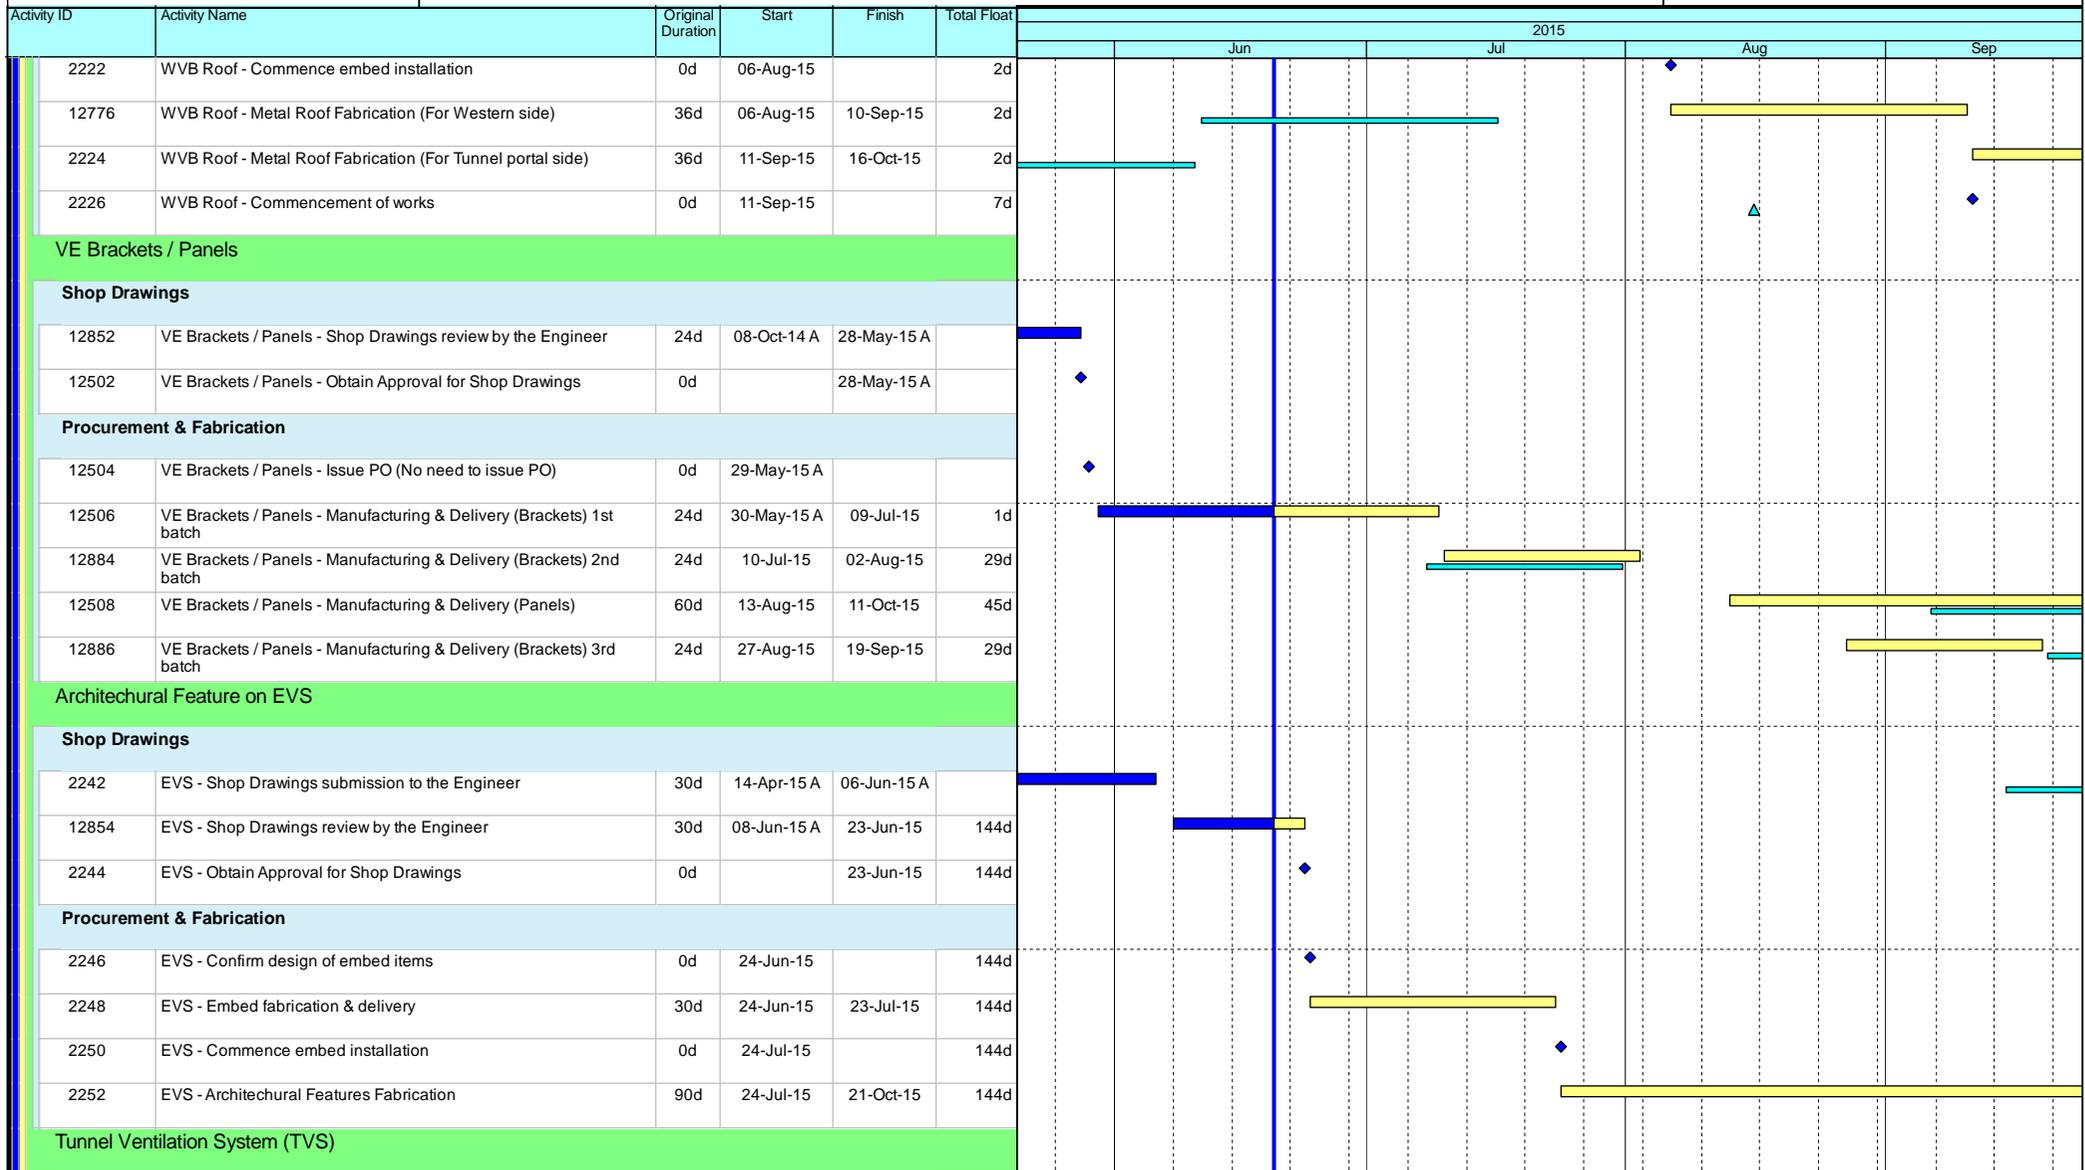 Activity ID Activity Name Original Duration Start Finish Total Float
2015
Jun Jul Aug Sep
2222 WVB Roof - Commence embed installation 0d 06-Aug-15 2d
12776 WVB Roof - Metal Roof Fabrication (For Western side) 36d 06-Aug-15 10-Sep-15 2d
2224 WVB Roof - Metal Roof Fabrication (For Tunnel portal side) 36d 11-Sep-15 16-Oct-15 2d
2226 WVB Roof - Commencement of works 0d 11-Sep-15 7d
VE Brackets / Panels
Shop Drawings
12852 VE Brackets / Panels - Shop Drawings review by the Engineer 24d 08-Oct-14 A 28-May-15 A
12502 VE Brackets / Panels - Obtain Approval for Shop Drawings 0d 28-May-15 A
Procurement & Fabrication
12504 VE Brackets / Panels - Issue PO (No need to issue PO) 0d 29-May-15 A
12506 VE Brackets / Panels - Manufacturing & Delivery (Brackets) 1st 24d 30-May-15 A 09-Jul-15 1d
batch
12884 VE Brackets / Panels - Manufacturing & Delivery (Brackets) 2nd 24d 10-Jul-15 02-Aug-15 29d
batch
12508 VE Brackets / Panels - Manufacturing & Delivery (Panels) 60d 13-Aug-15 11-Oct-15 45d
12886 VE Brackets / Panels - Manufacturing & Delivery (Brackets) 3rd 24d 27-Aug-15 19-Sep-15 29d
batch
Architechural Feature on EVS
Shop Drawings
2242 EVS - Shop Drawings submission to the Engineer 30d 14-Apr-15 A 06-Jun-15 A
12854 EVS - Shop Drawings review by the Engineer 30d 08-Jun-15 A 23-Jun-15 144d
2244 EVS - Obtain Approval for Shop Drawings 0d 23-Jun-15 144d
Procurement & Fabrication
2246 EVS - Confirm design of embed items 0d 24-Jun-15 144d
2248 EVS - Embed fabrication & delivery 30d 24-Jun-15 23-Jul-15 144d
2250 EVS - Commence embed installation 0d 24-Jul-15 144d
2252 EVS - Architechural Features Fabrication 90d 24-Jul-15 21-Oct-15 144d
Tunnel Ventilation System (TVS)